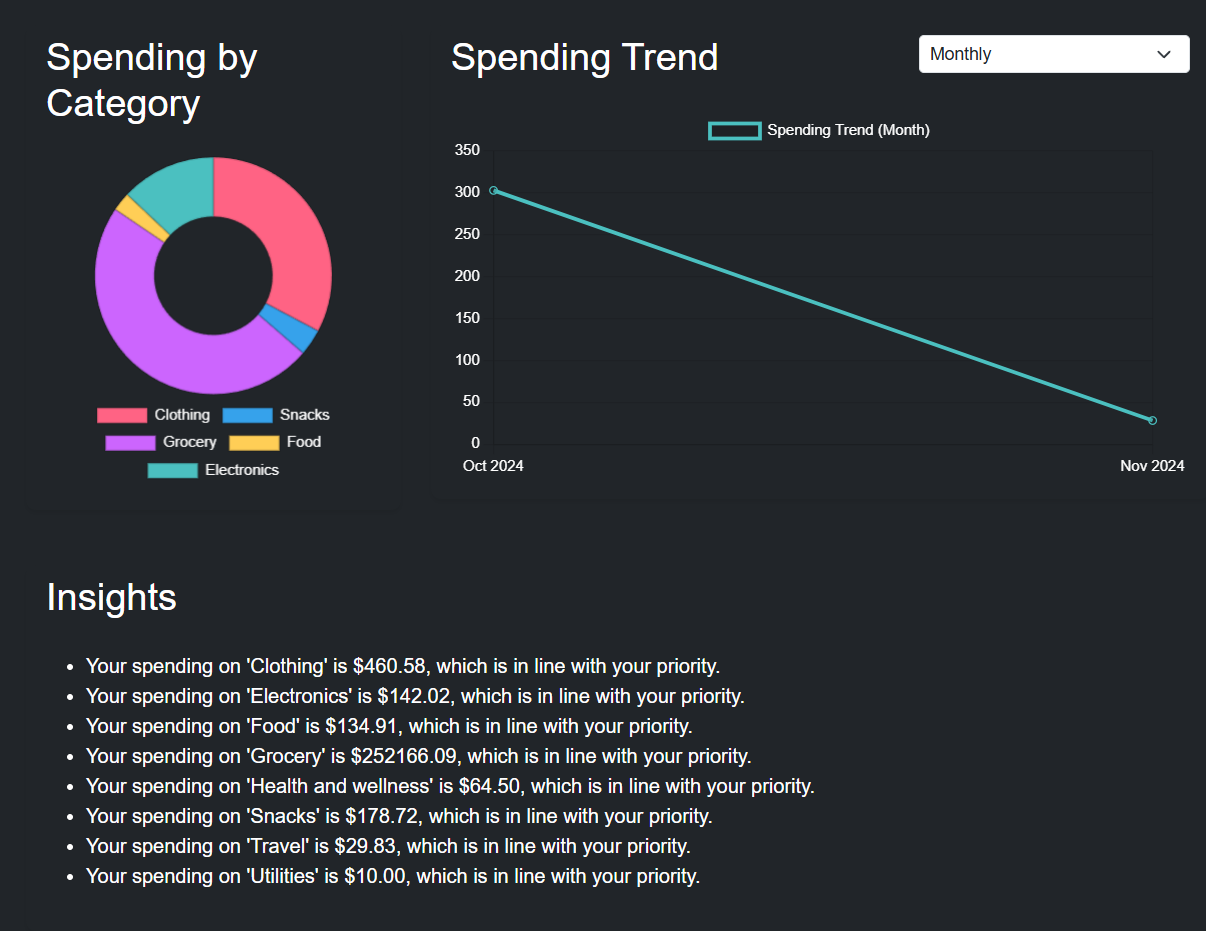 Spending by
Category
Clothing Snacks
Grocery Food
Electronics
Spending Trend
Monthly
Spending Trend (Month)
350
300
250
200
150
100
50
0
Oct 2024 Nov 2024
Insights
• Your spending on 'Clothing' is $460.58, which is in line with your priority.
• Your spending on 'Electronics' is $142.02, which is in line with your priority.
• Your spending on 'Food' is $134.91, which is in line with your priority.
• Your spending on 'Grocery' is $252166.09, which is in line with your priority.
• Your spending on 'Health and wellness' is $64.50, which is in line with your priority.
• Your spending on 'Snacks' is $178.72, which is in line with your priority.
• Your spending on 'Travel' is $29.83, which is in line with your priority.
• Your spending on 'Utilities' is $10.00, which is in line with your priority.